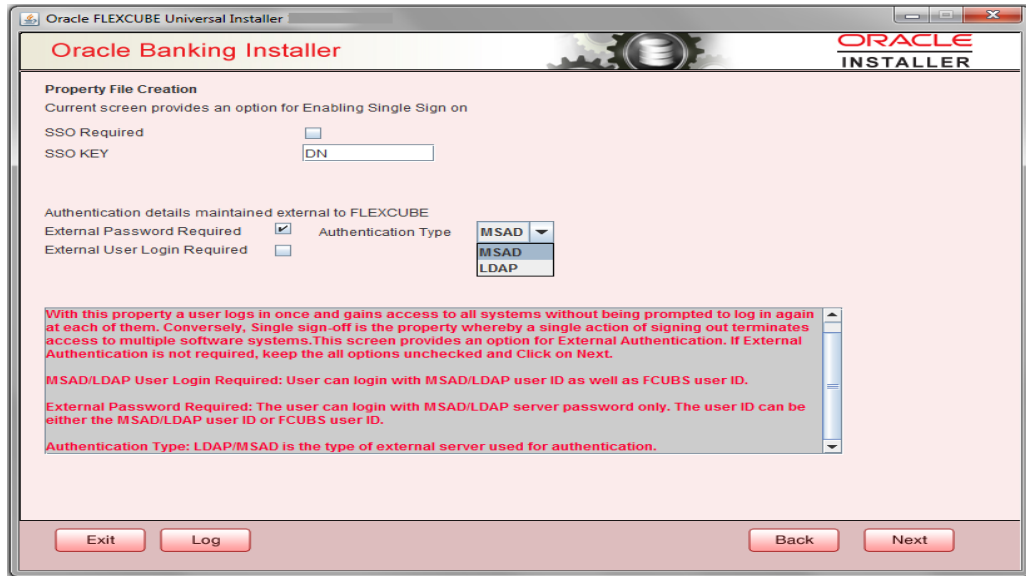 Oracle FLEXCUBE Universal Installer
Oracle Banking Installer
ORACLE
INSTALLER
Property File Creation
Current screen provides an option for Enabling Single Sign on
SSO Required
SSO KEY DN
Authentication details maintained external to FLEXCUBE
External Password Required Authentication Type MSAD
External User Login Required
MSAD
LDAP
With this property a user logs in once and gains access to all systems without being prompted to log in again
at each of them. Conversely, Single sign-off is the property whereby a single action of signing out terminates
access to multiple software systems.This screen provides an option for External Authentication. If External
Authentication is not required, keep the all options unchecked and Click on Next.
MSAD/LDAP User Login Required: User can login with MSAD/LDAP user ID as well as FCUBS user ID.
External Password Required: The user can login with MSAD/LDAP server password only. The user ID can be
either the MSAD/LDAP user ID or FCUBS user ID.
Authentication Type: LDAP/MSAD is the type of external server used for authentication.
Exit Log Back Next